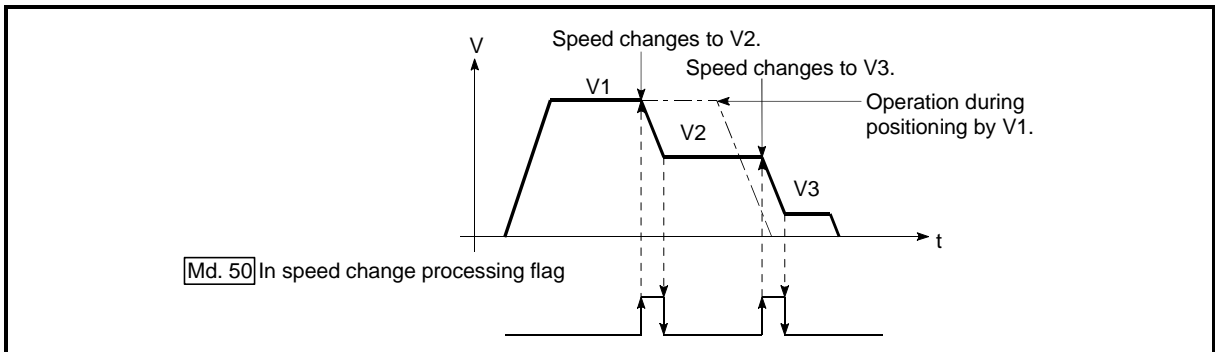 Speed changes to V2.
V
Speed changes to V3.
V1
Operation during
positioning by V1.
V2
V3
t
Md. 50 In speed change processing flag